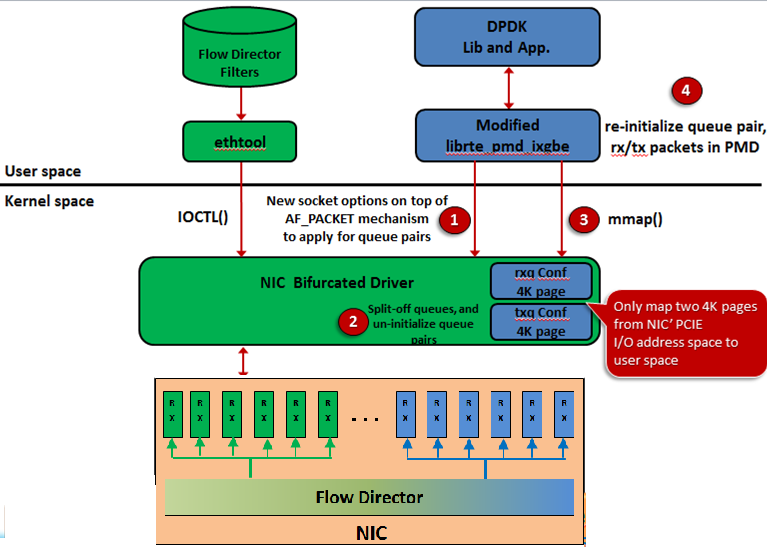 Flow Director
Filters
DPDK
Lib and App.
4
ethtool
Modified
librte_pmd_ixgbe
re-initialize queue pair,
rx/tx packets in PMD
User space
Kernel space
IOCTL()
New socket options on top of
AF_PACKET mechanism
to apply for queue pairs
1
3
mmap()
NIC Bifurcated Driver
rxq Conf
4K page
2
Split-off queues, and
un-initialize queue
pairs
txq Conf
4K page
Only map two 4K pages
from NIC' PCIE
I/O address space to
user space
R R R R R R R R R R R R
X X X X X X ... X X X X X X
Flow Director
NIC